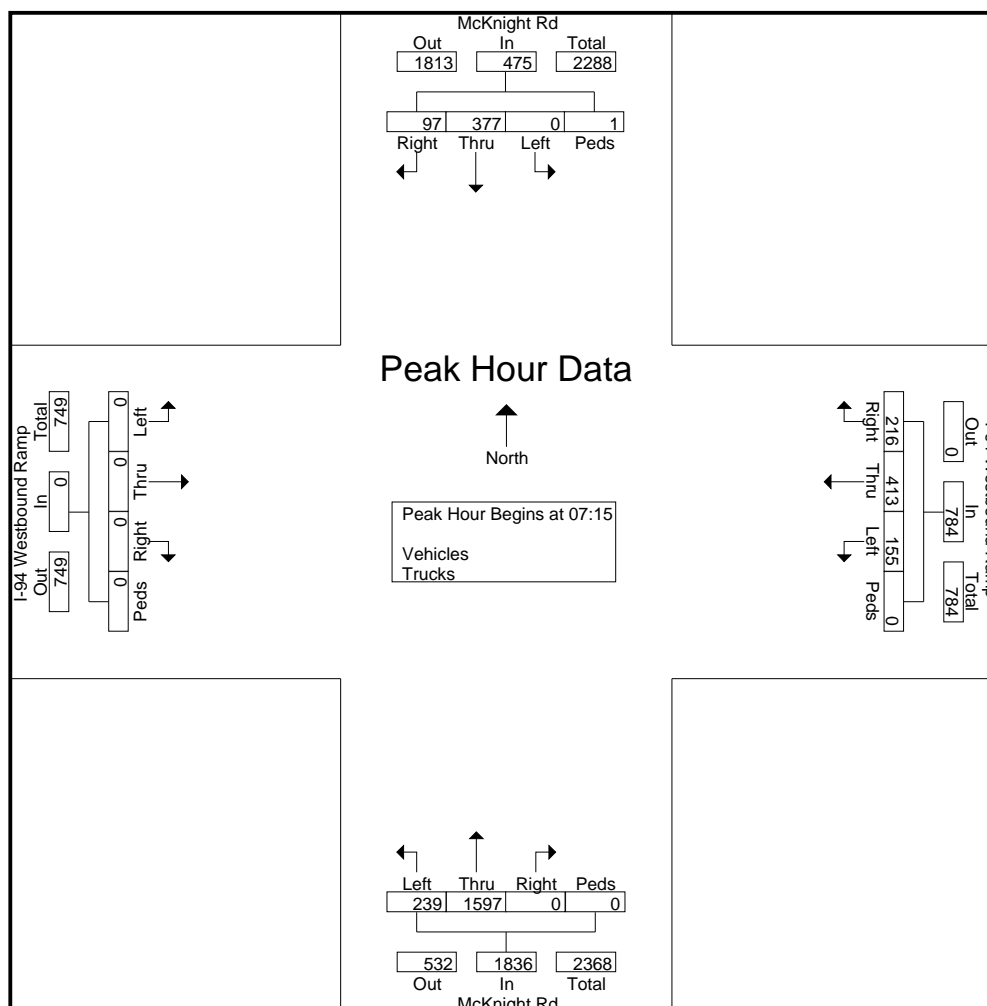 McKnight Rd
Out In Total
1813 475 2288
97 377 0 1
Right Thru Left Peds
Peak Hour Data
North
Peak Hour Begins at 07:15
Vehicles
Trucks
I-94 Westbound Ramp
Out In Total
749 0 749
0 0 0 0
Left Thru Right Peds
Right Thru Left Peds
216 413 155 0
Out In Total
0 784 784
Left Thru Right Peds
239 1597 0 0
532 1836 2368
Out In Total
McKnight Rd